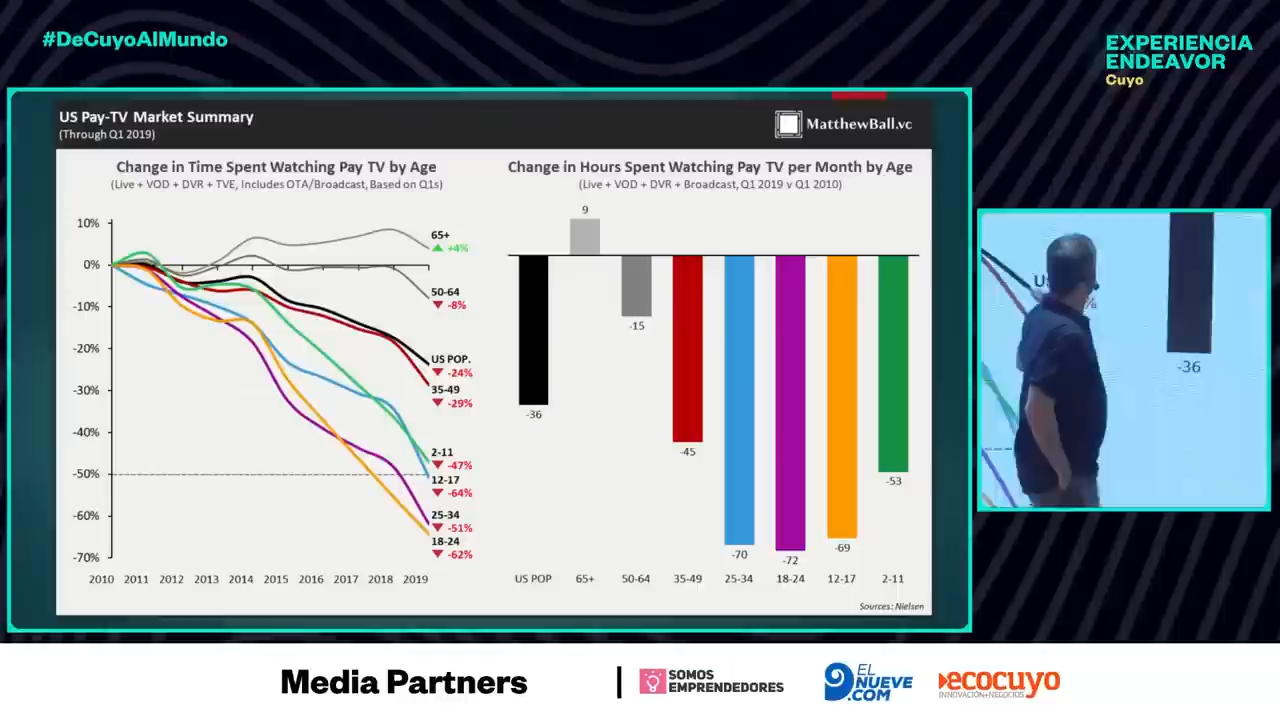 #DeCuyoAlMundo
EXPERIENCIA
ENDEAVOR
Cuyo
US Pay-TV Market Summary
(Through Q1 2019)
MatthewBall.vc
Change in Time Spent Watching Pay TV by Age
(Live + VOD + DVR + TVE, Includes OTA/Broadcast, Based on Q1s)
10%
0%
-10%
-20%
-30%
-40%
-50%
-60%
-70%
65+
+4%
50-64
-8%
US POP.
-24%
35-49
-29%
2-11
-47%
12-17
-64%
25-34
-51%
18-24
-62%
2010 2011 2012 2013 2014 2015 2016 2017 2018 2019
Change in Hours Spent Watching Pay TV per Month by Age
(Live + VOD + DVR + Broadcast, Q1 2019 v Q1 2010)
9
-15
-36
-45
-53
-70
-72
-69
US POP 65+ 50-64 35-49 25-34 18-24 12-17 2-11
Sources: Nielsen
-36
Media Partners
SOMOS
EMPRENDEDORES
9 EL
NUEVE
.COM
ecocuyo
INNOVACIÓN+NEGOCIOS